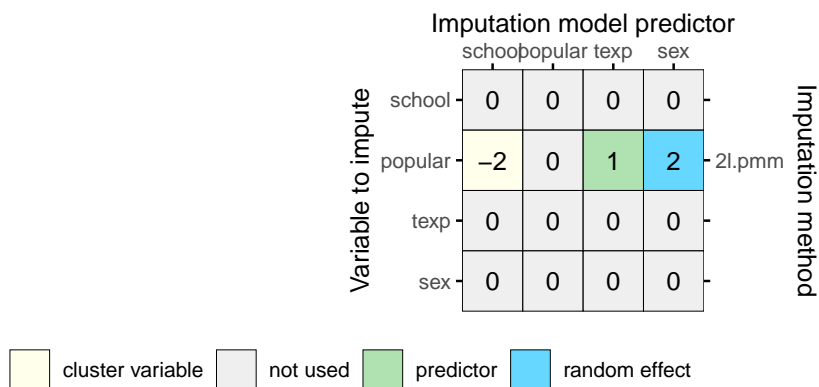 Imputation model predictor
school popular texp sex
Variable to impute
school 0 0 0 0
popular −2 0 1 2 2l.pmm
texp 0 0 0 0
sex 0 0 0 0
Imputation method
cluster variable not used predictor random effect